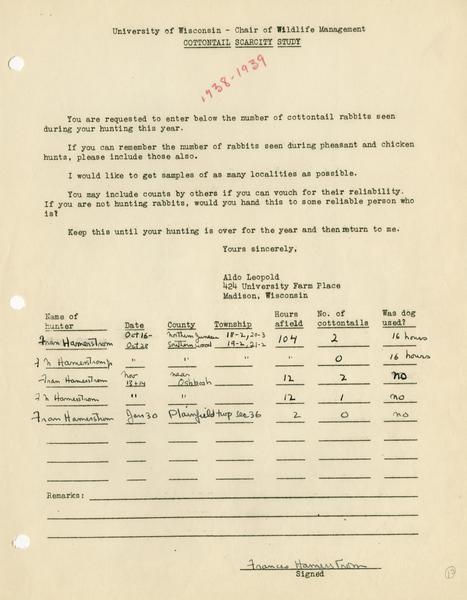 University of Wisconsin - Chair of Wildlife Management
COTTONTAIL SCARCITY STUDY
1938-1939
You are requested to enter below the number of cottontail rabbits seen
during your hunting this year.
If you can remember the number of rabbits seen during pheasant and chicken
hunts, please include those also.
I would like to get samples of as many localities as possible.
You may include counts by others if you can vouch for their reliability.
If you are not hunting rabbits, would you hand this to some reliable person who
is?
Keep this until your hunting is over for the year and then return to me.
Yours sincerely,
Aldo Leopold
424 University Farm Place
Madison, Wisconsin
Name of hunter Date County Township Hours afield No. of cottontails Was dog used?
Fran Hamerstrom Oct 16- Oct 28 Northern Juneau Southern Wood 18-2, 20-3 19-2, 21-2 104 2 16 hours
F N Hamerstrom " " " " 0 16 hours
Fran Hamerstrom Nov 13+14 near Oshkosh 12 2 no
F N Hamerstrom " " 12 1 no
Fran Hamerstrom Jan 30 Plainfield twp sec 36 2 0 no
Remarks:
Frances Hamerstrom
Signed